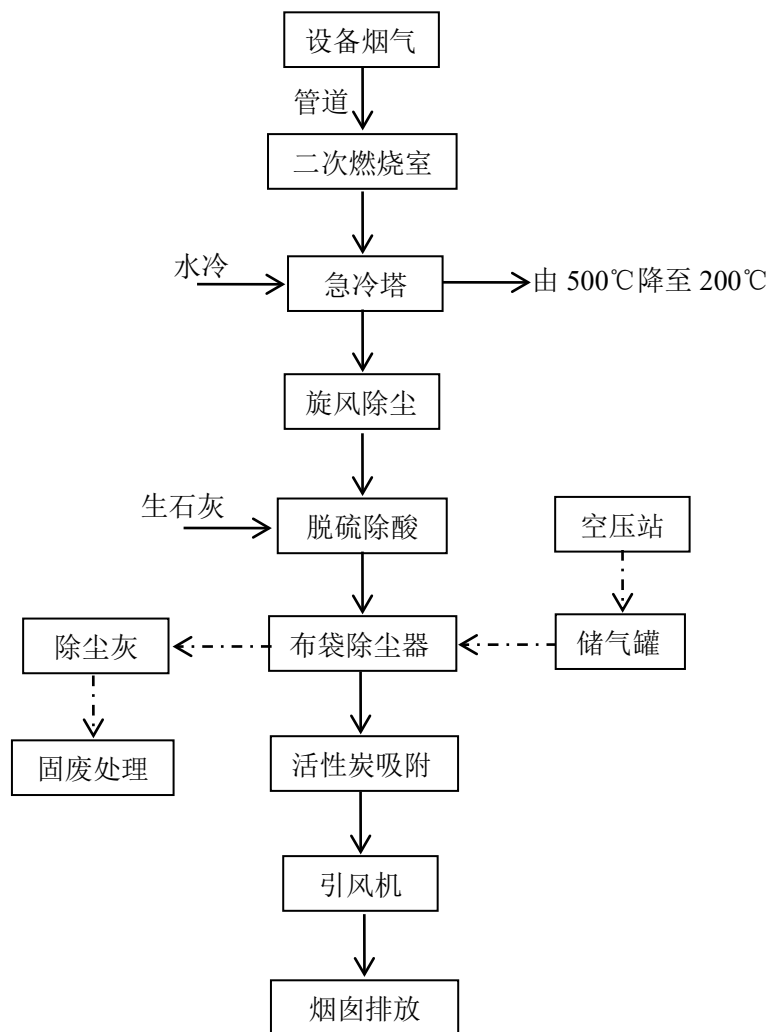 设备烟气
管道
二次燃烧室
水冷
急冷塔
由 500℃降至 200℃
旋风除尘
生石灰
脱硫除酸
空压站
除尘灰
布袋除尘器
储气罐
固废处理
活性炭吸附
引风机
烟囱排放